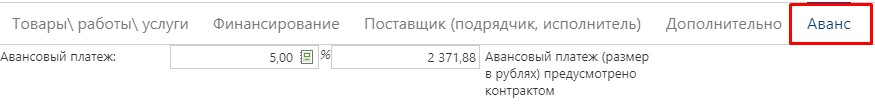 Товары\ работы\ услуги Финансирование Поставщик (подрядчик, исполнитель) Дополнительно Аванс
Авансовый платеж: 5,00 % 2 371,88 Авансовый платеж (размер
в рублях) предусмотрено
контрактом